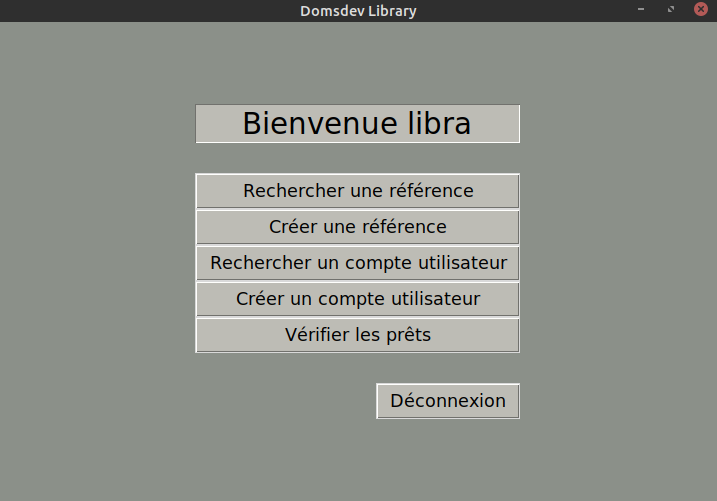 Domsdev Library
Bienvenue libra
Rechercher une référence
Créer une référence
Rechercher un compte utilisateur
Créer un compte utilisateur
Vérifier les prêts
Déconnexion